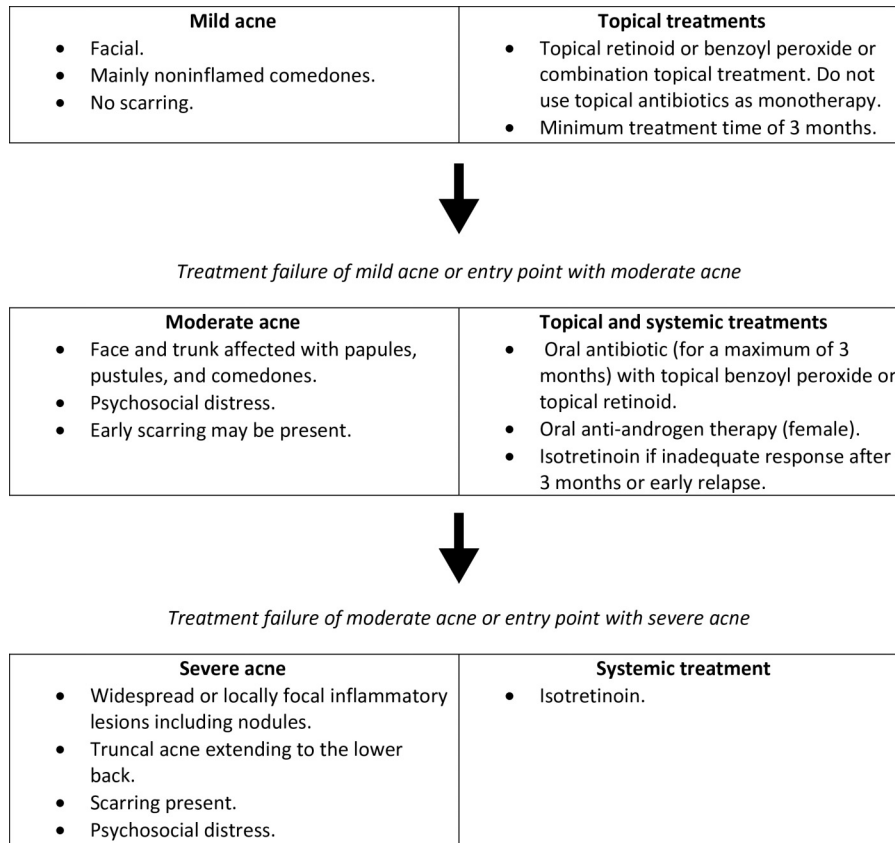 Mild acne
• Facial.
• Mainly noninflamed comedones.
• No scarring.
Topical treatments
• Topical retinoid or benzoyl peroxide or
combination topical treatment. Do not
use topical antibiotics as monotherapy.
• Minimum treatment time of 3 months.
Treatment failure of mild acne or entry point with moderate acne
Moderate acne
• Face and trunk affected with papules,
pustules, and comedones.
• Psychosocial distress.
• Early scarring may be present.
Topical and systemic treatments
• Oral antibiotic (for a maximum of 3
months) with topical benzoyl peroxide or
topical retinoid.
• Oral anti-androgen therapy (female).
• Isotretinoin if inadequate response after
3 months or early relapse.
Treatment failure of moderate acne or entry point with severe acne
Severe acne
• Widespread or locally focal inflammatory
lesions including nodules.
• Truncal acne extending to the lower
back.
• Scarring present.
• Psychosocial distress.
Systemic treatment
• Isotretinoin.